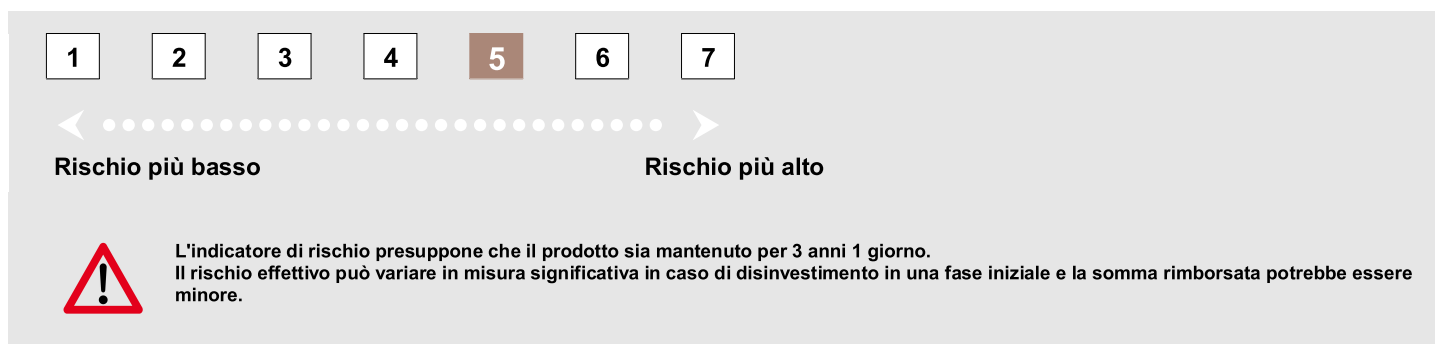 1 2 3 4 5 6 7
Rischio più basso Rischio più alto
L'indicatore di rischio presuppone che il prodotto sia mantenuto per 3 anni 1 giorno.
Il rischio effettivo può variare in misura significativa in caso di disinvestimento in una fase iniziale e la somma rimborsata potrebbe essere
minore.